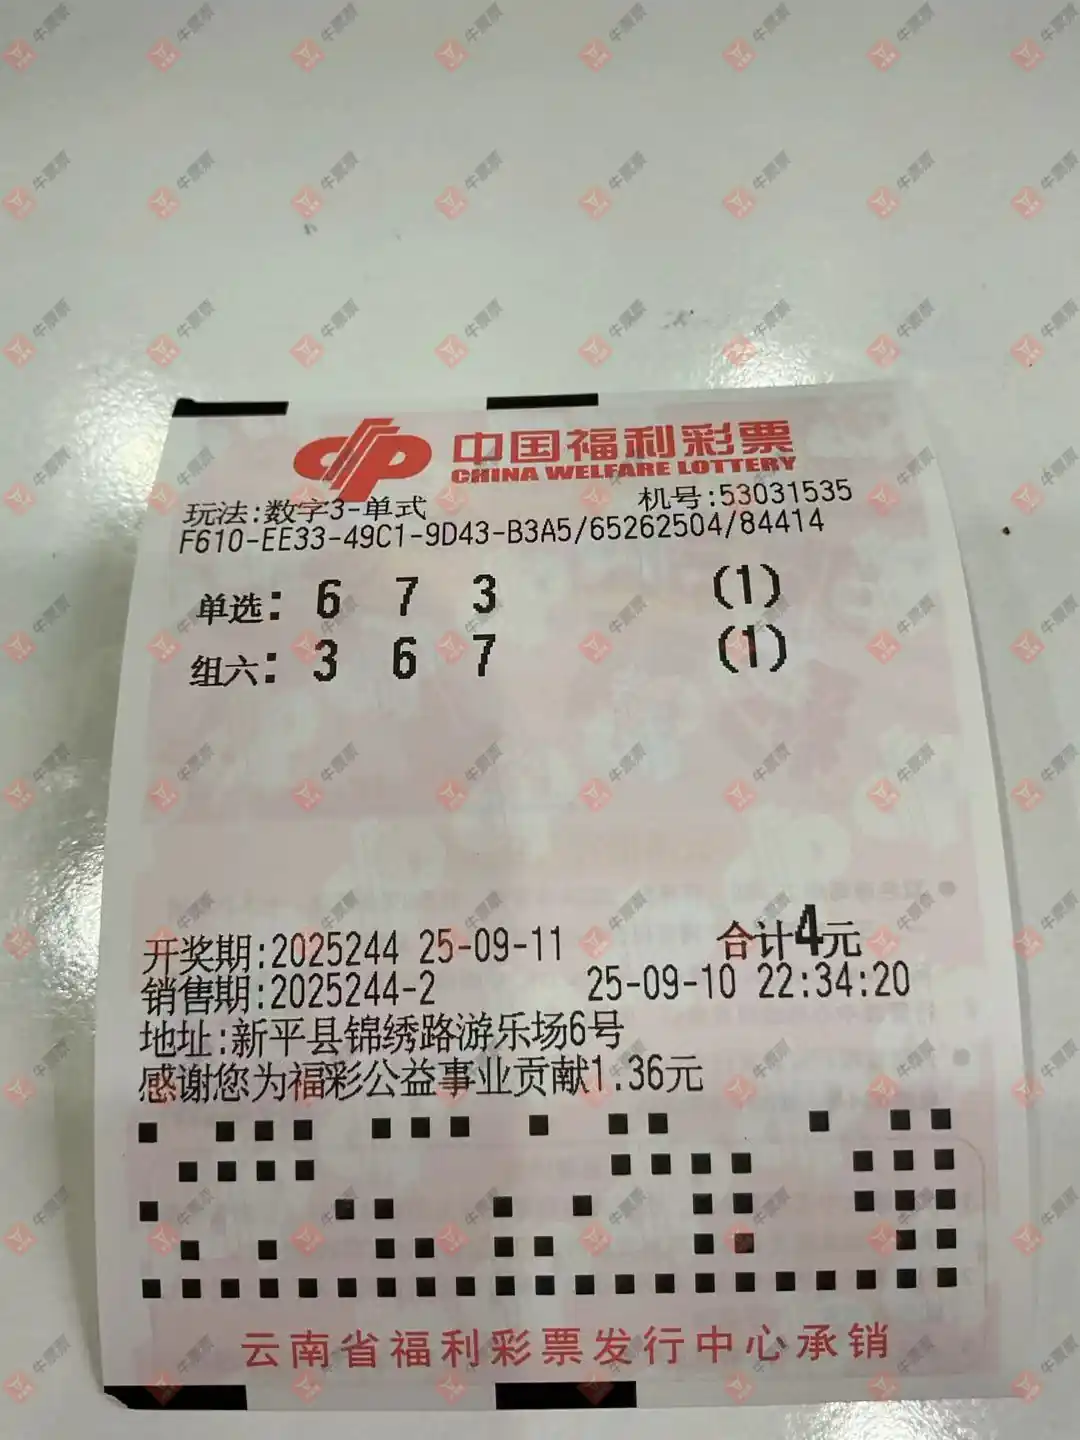 中国福利彩票
CHINA WELFARE LOTTERY
玩法:数字3-单式 机号:53031535
F610-EE33-49C1-9D43-B3A5/65262504/84414
单选: 6 7 3 (1)
组六: 3 6 7 (1)
开奖期:2025244 25-09-11 合计4元
销售期:2025244-2 25-09-10 22:34:20
地址:新平县锦绣路游乐场6号
感谢您为福彩公益事业贡献1.36元
云南省福利彩票发行中心承销
牛票票